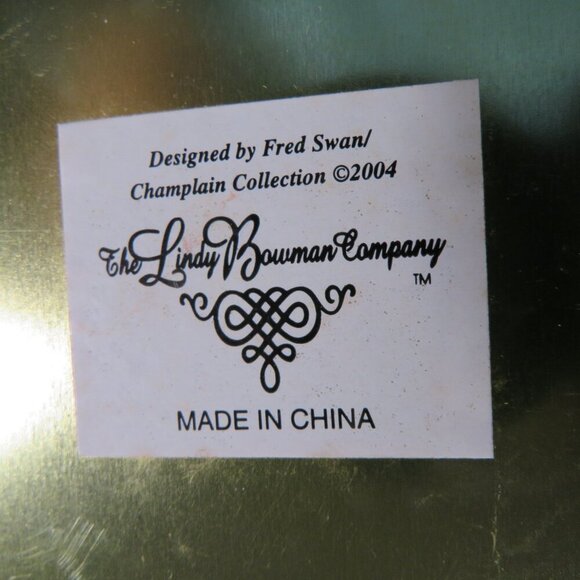 Designed by Fred Swan/
Champlain Collection ©2004
The Lindy Bowman Company
TM
MADE IN CHINA